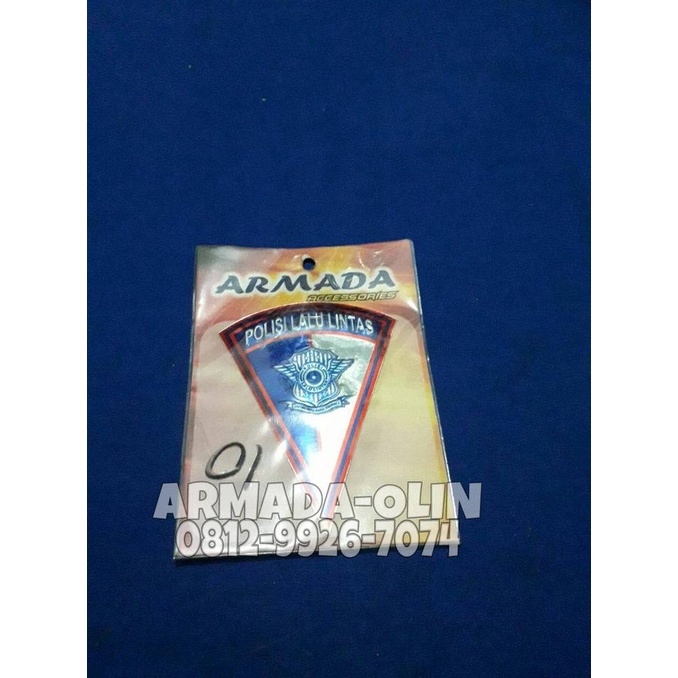 ARMADA
ACCESSORIES
POLISI LALU LINTAS
01
ARMADA-OLIN
0812-9926-7074